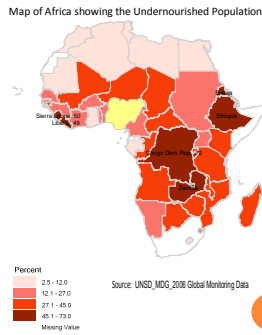 Map of Africa showing the Undernourished Population
Eritrea
Ethiopia
Sierra Leone, 50
Liberia, 49
Congo Dem. Rep.
Zambia
Percent
2.5 - 12.0
12.1 - 27.0
27.1 - 45.0
45.1 - 73.0
Missing Value
Source: UNSD_MDG_2006 Global Monitoring Data